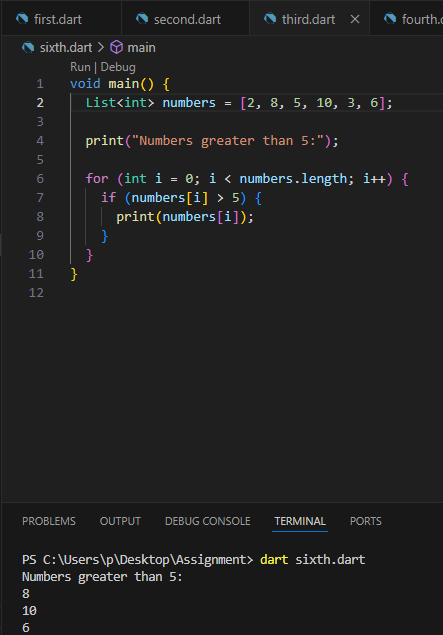 first.dart second.dart third.dart fourth.d
sixth.dart > main
Run | Debug
1 void main() {
2   List<int> numbers = [2, 8, 5, 10, 3, 6];
3
4   print("Numbers greater than 5:");
5
6   for (int i = 0; i < numbers.length; i++) {
7     if (numbers[i] > 5) {
8       print(numbers[i]);
9     }
10   }
11 }
12
PROBLEMS OUTPUT DEBUG CONSOLE TERMINAL PORTS
PS C:\Users\p\Desktop\Assignment> dart sixth.dart
Numbers greater than 5:
8
10
6